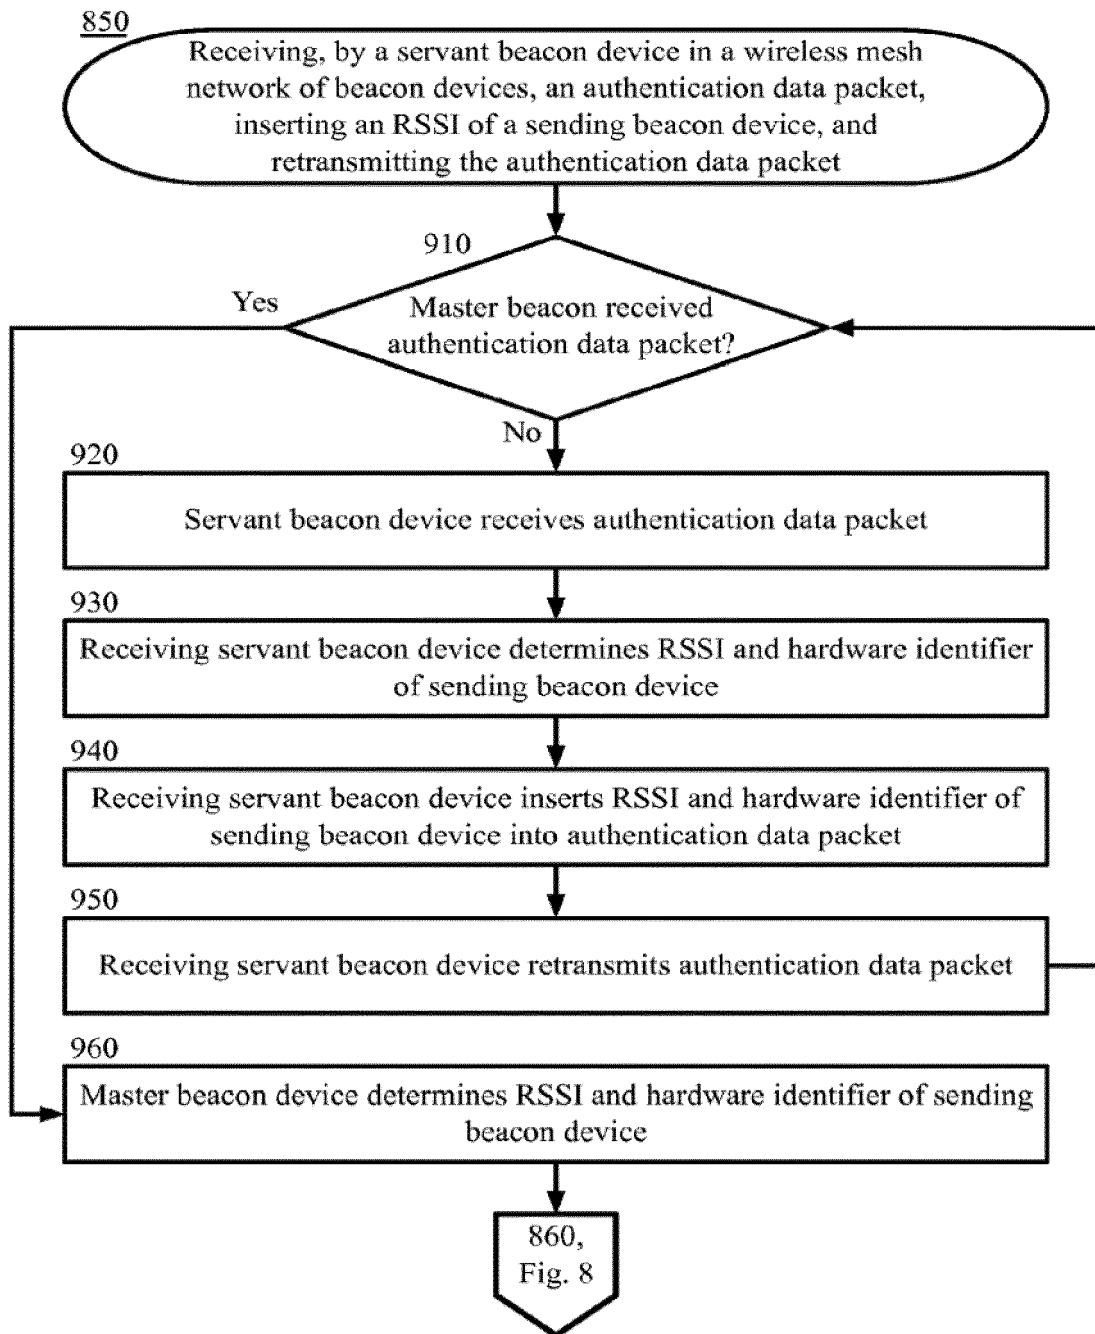 850
Receiving, by a servant beacon device in a wireless mesh
network of beacon devices, an authentication data packet,
inserting an RSSI of a sending beacon device, and
retransmitting the authentication data packet
910
Yes
Master beacon received
authentication data packet?
No
920
Servant beacon device receives authentication data packet
930
Receiving servant beacon device determines RSSI and hardware identifier
of sending beacon device
940
Receiving servant beacon device inserts RSSI and hardware identifier of
sending beacon device into authentication data packet
950
Receiving servant beacon device retransmits authentication data packet
960
Master beacon device determines RSSI and hardware identifier of sending
beacon device
860,
Fig. 8